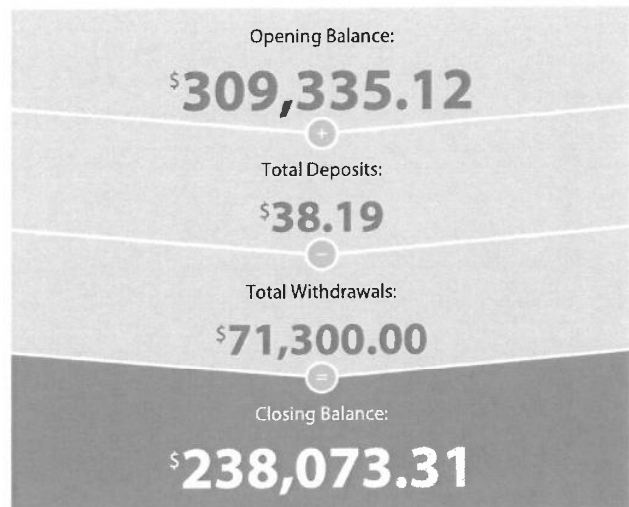 Opening Balance:
$309,335.12
+
Total Deposits:
$38.19
−
Total Withdrawals:
$71,300.00
=
Closing Balance:
$238,073.31